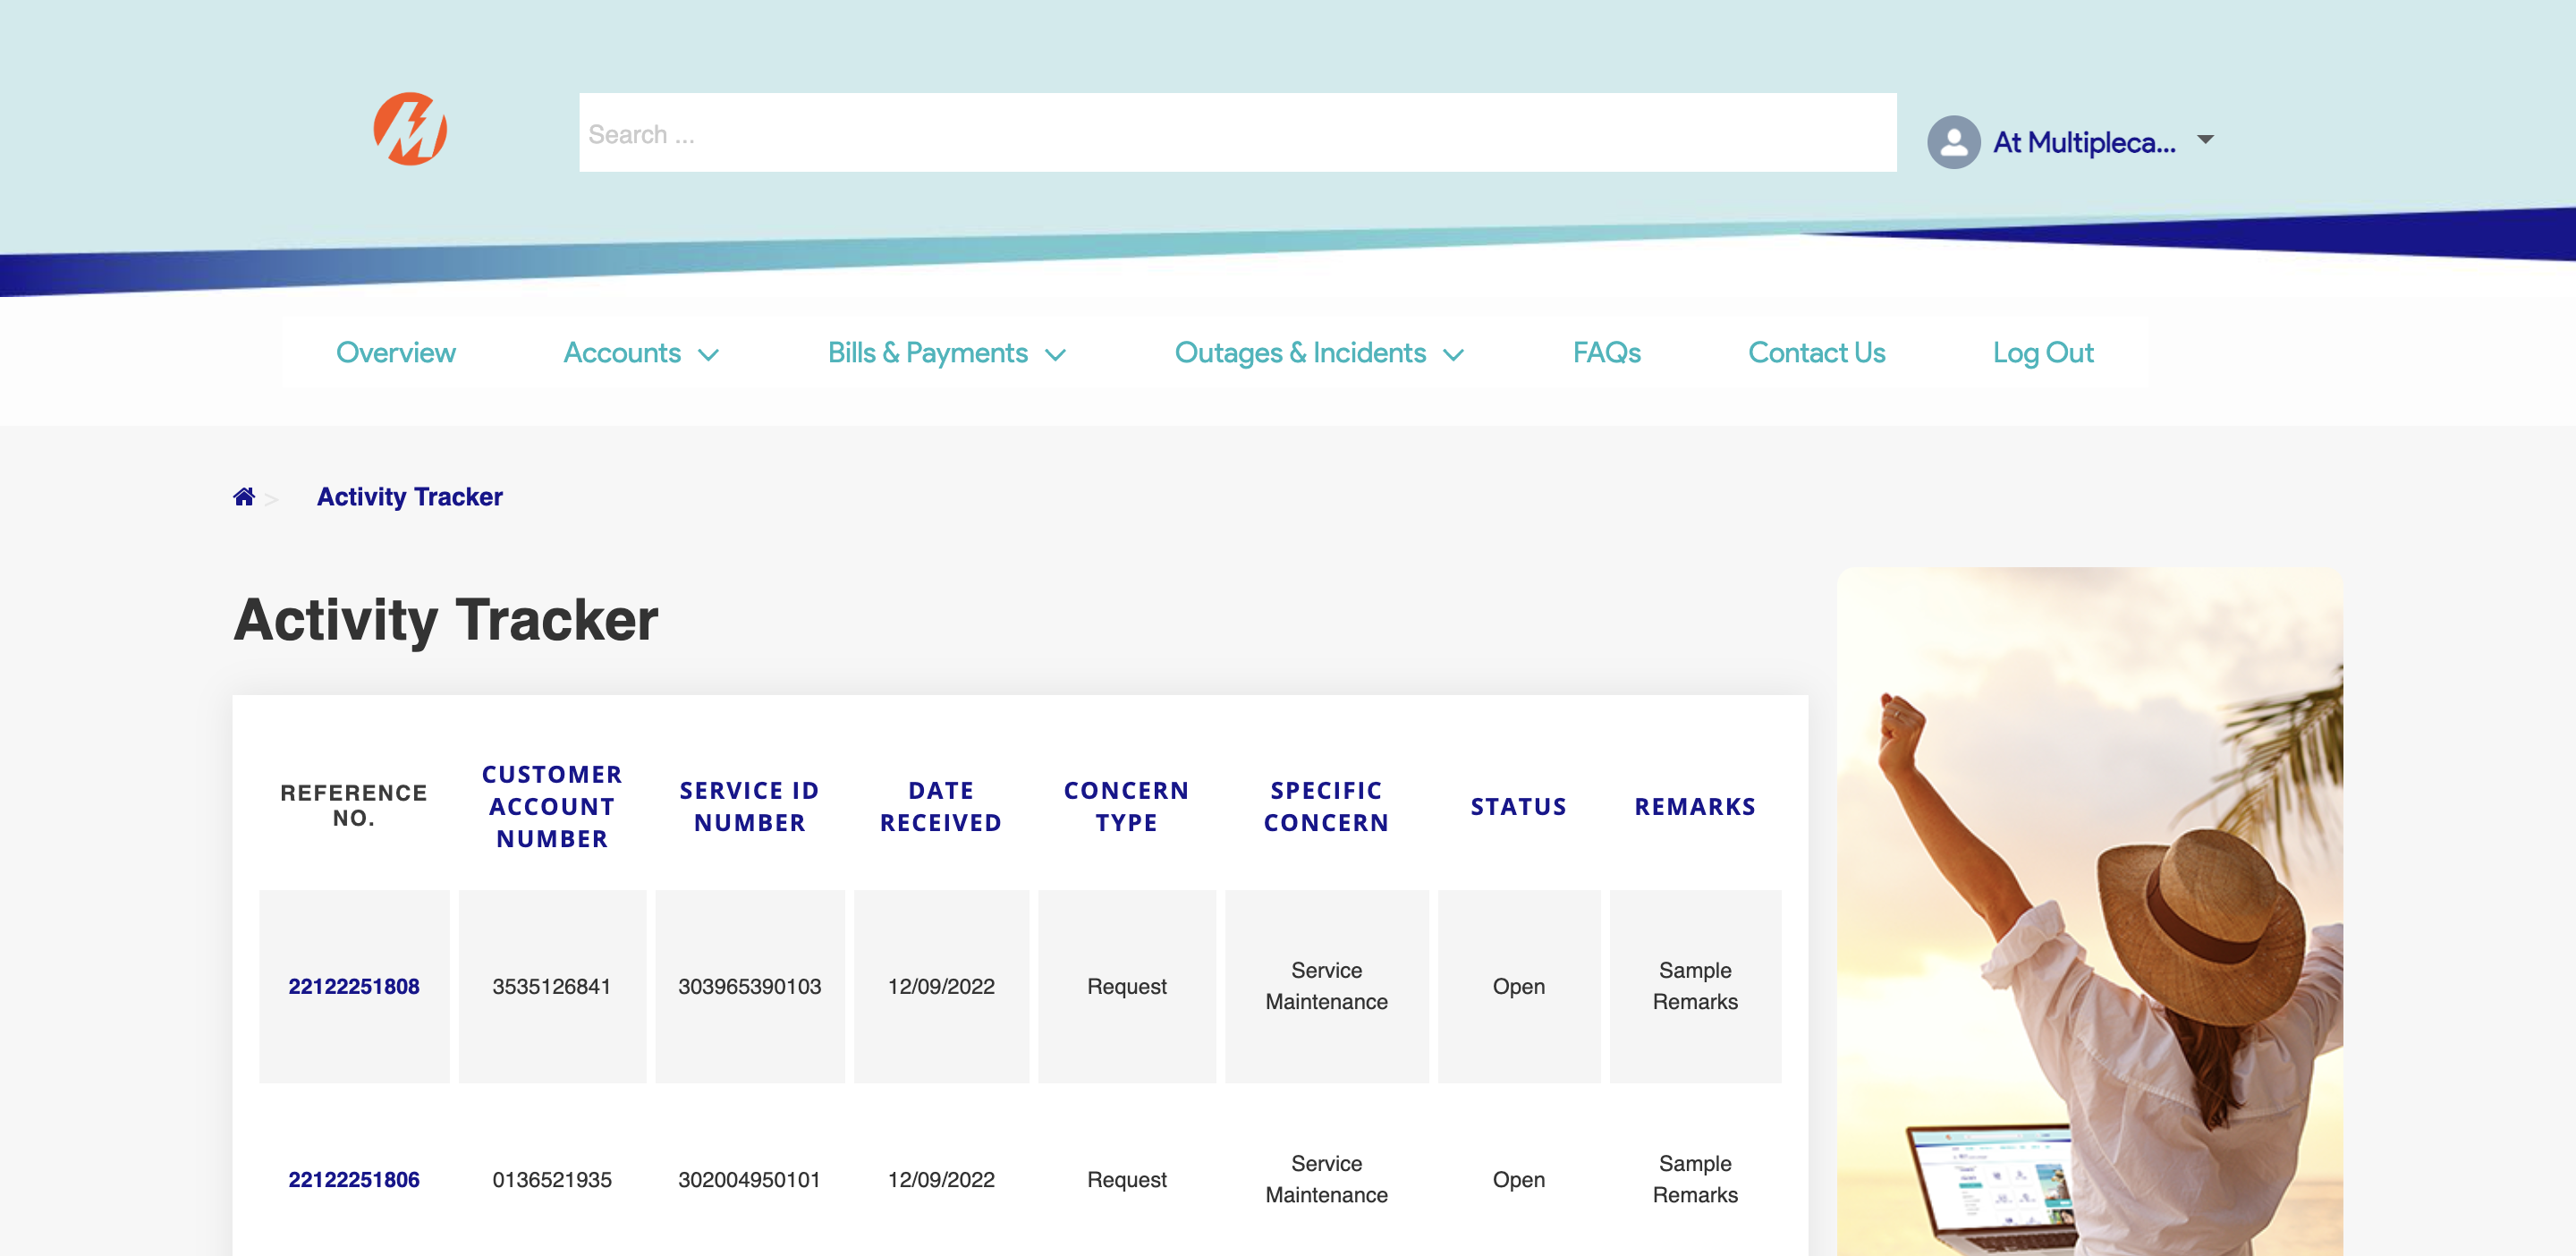 Search ...
At Multipleca...
Overview
Accounts
Bills & Payments
Outages & Incidents
FAQs
Contact Us
Log Out
> Activity Tracker
Activity Tracker
REFERENCE
NO.
CUSTOMER
ACCOUNT
NUMBER
SERVICE ID
NUMBER
DATE
RECEIVED
CONCERN
TYPE
SPECIFIC
CONCERN
STATUS
REMARKS
22122251808
3535126841
303965390103
12/09/2022
Request
Service
Maintenance
Open
Sample
Remarks
22122251806
0136521935
302004950101
12/09/2022
Request
Service
Maintenance
Open
Sample
Remarks